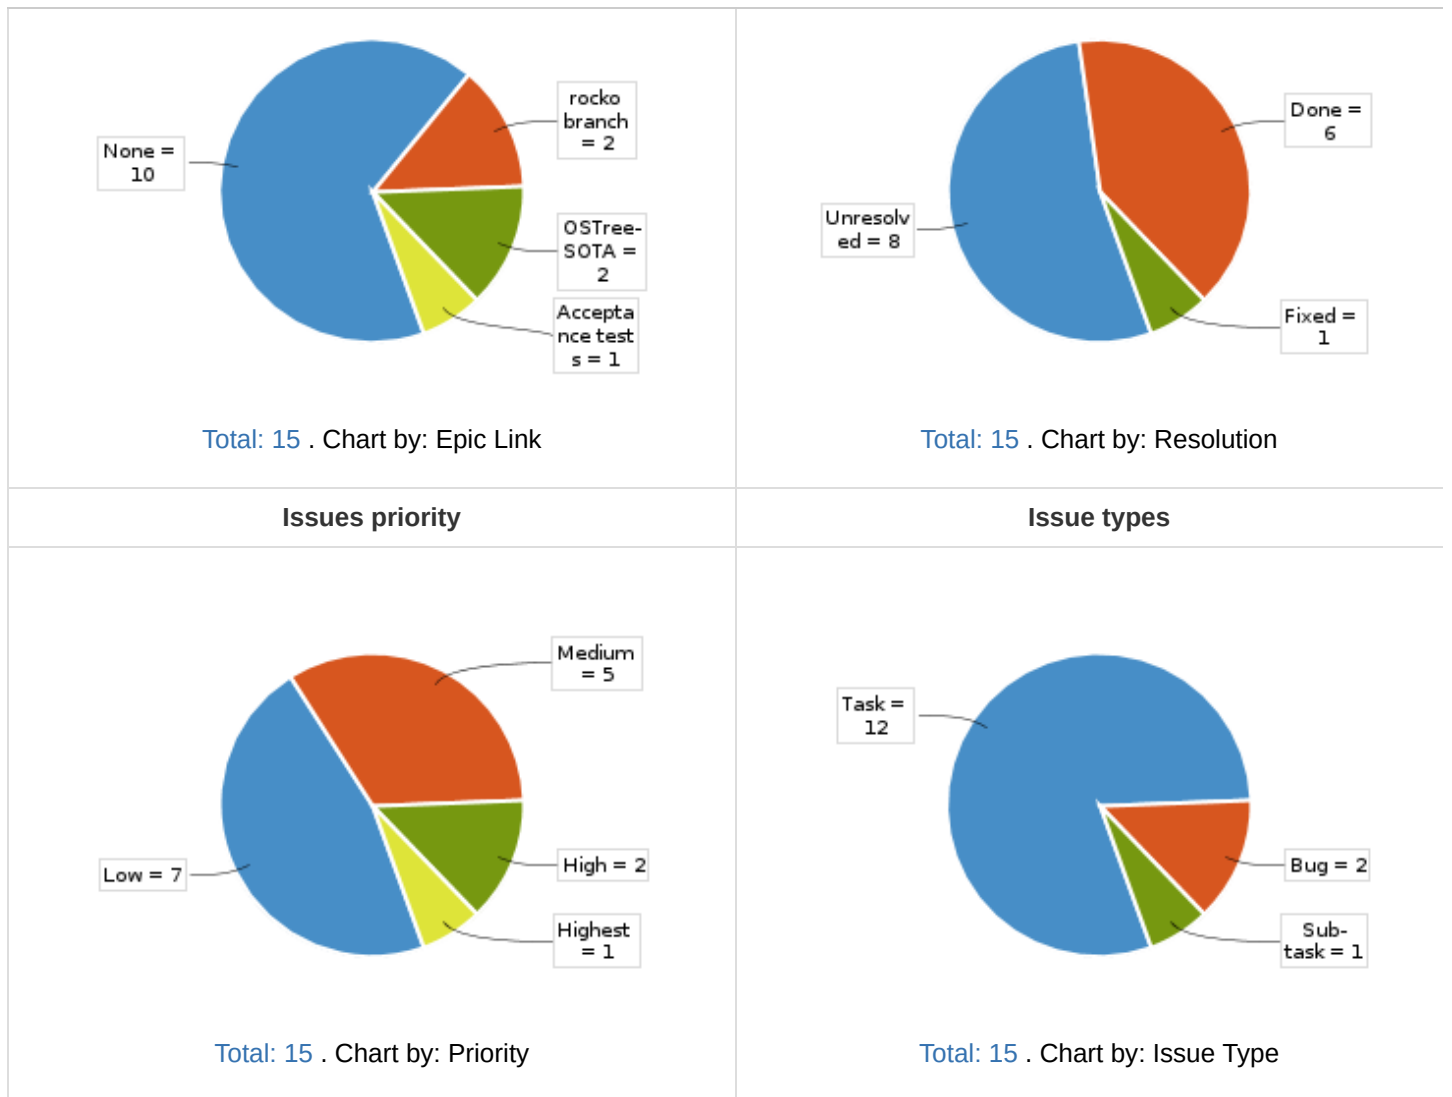 None =
10
rocko
branch
= 2
OSTree-
SOTA =
2
Accepta
nce test
s = 1
Total: 15 . Chart by: Epic Link
Done =
6
Unresolv
ed = 8
Fixed =
1
Total: 15 . Chart by: Resolution
Issues priority
Issue types
Medium
= 5
Low = 7
High = 2
Highest
= 1
Total: 15 . Chart by: Priority
Task =
12
Bug = 2
Sub-
task = 1
Total: 15 . Chart by: Issue Type